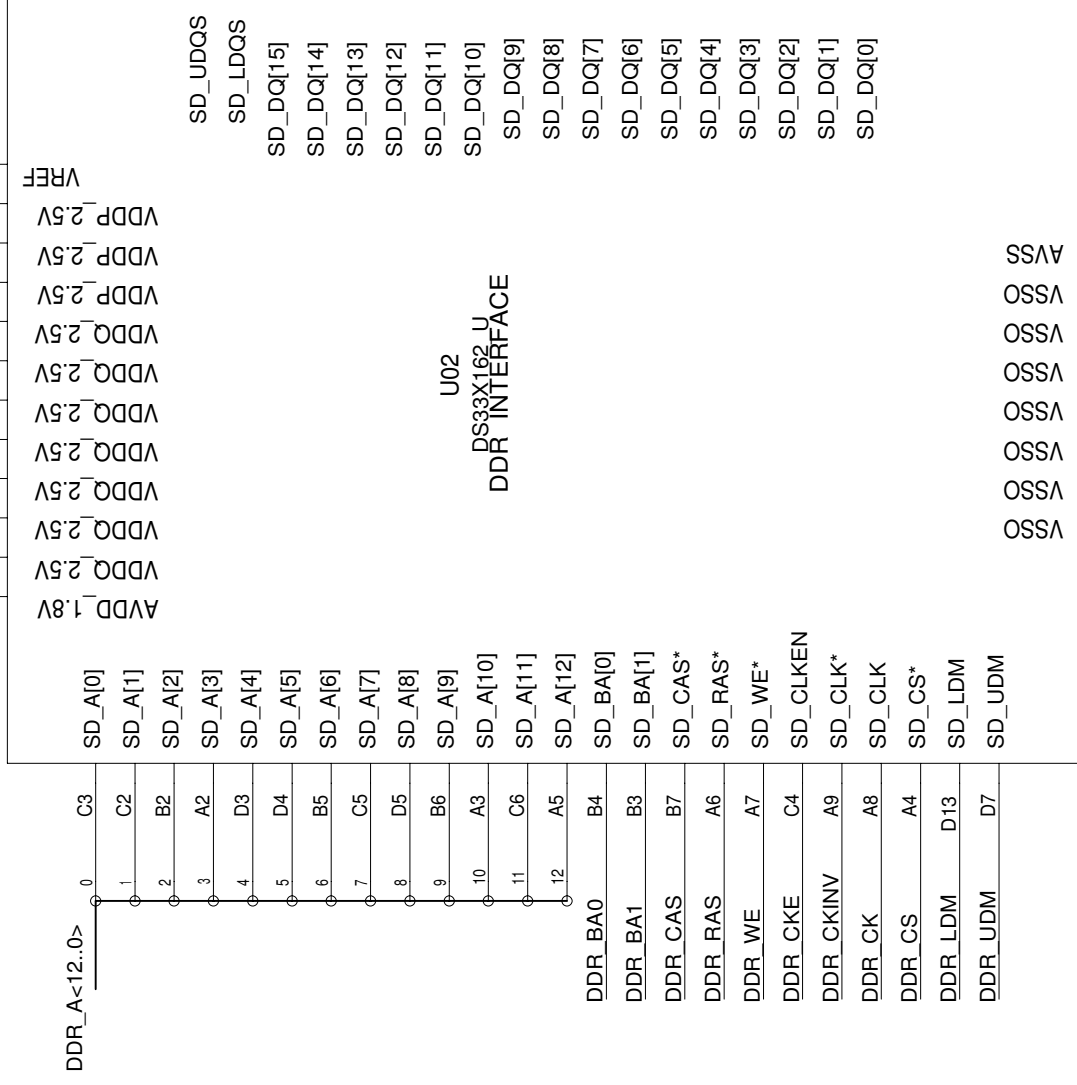 SD_UDQS
SD_LDQS
SD_DQ[15]
SD_DQ[14]
SD_DQ[13]
SD_DQ[12]
SD_DQ[11]
SD_DQ[10]
SD_DQ[9]
SD_DQ[8]
SD_DQ[7]
SD_DQ[6]
SD_DQ[5]
SD_DQ[4]
SD_DQ[3]
SD_DQ[2]
SD_DQ[1]
SD_DQ[0]
VREF
VDDP_2.5V
VDDP_2.5V
VDDP_2.5V
VDDQ_2.5V
VDDQ_2.5V
VDDQ_2.5V
VDDQ_2.5V
VDDQ_2.5V
VDDQ_2.5V
VDDQ_2.5V
AVDD_1.8V
U02
DS33X162_U
DDR INTERFACE
AVSS
VSSO
VSSO
VSSO
VSSO
VSSO
VSSO
VSSO
SD_A[0]
SD_A[1]
SD_A[2]
SD_A[3]
SD_A[4]
SD_A[5]
SD_A[6]
SD_A[7]
SD_A[8]
SD_A[9]
SD_A[10]
SD_A[11]
SD_A[12]
SD_BA[0]
SD_BA[1]
SD_CAS*
SD_RAS*
SD_WE*
SD_CLKEN
SD_CLK*
SD_CLK
SD_CS*
SD_LDM
SD_UDM
C3
C2
B2
A2
D3
D4
B5
C5
D5
B6
A3
C6
A5
B4
B3
B7
A6
A7
C4
A9
A8
A4
D13
D7
0
1
2
3
4
5
6
7
8
9
10
11
12
DDR_A<12..0>
DDR_BA0
DDR_BA1
DDR_CAS
DDR_RAS
DDR_WE
DDR_CKE
DDR_CKINV
DDR_CK
DDR_CS
DDR_LDM
DDR_UDM